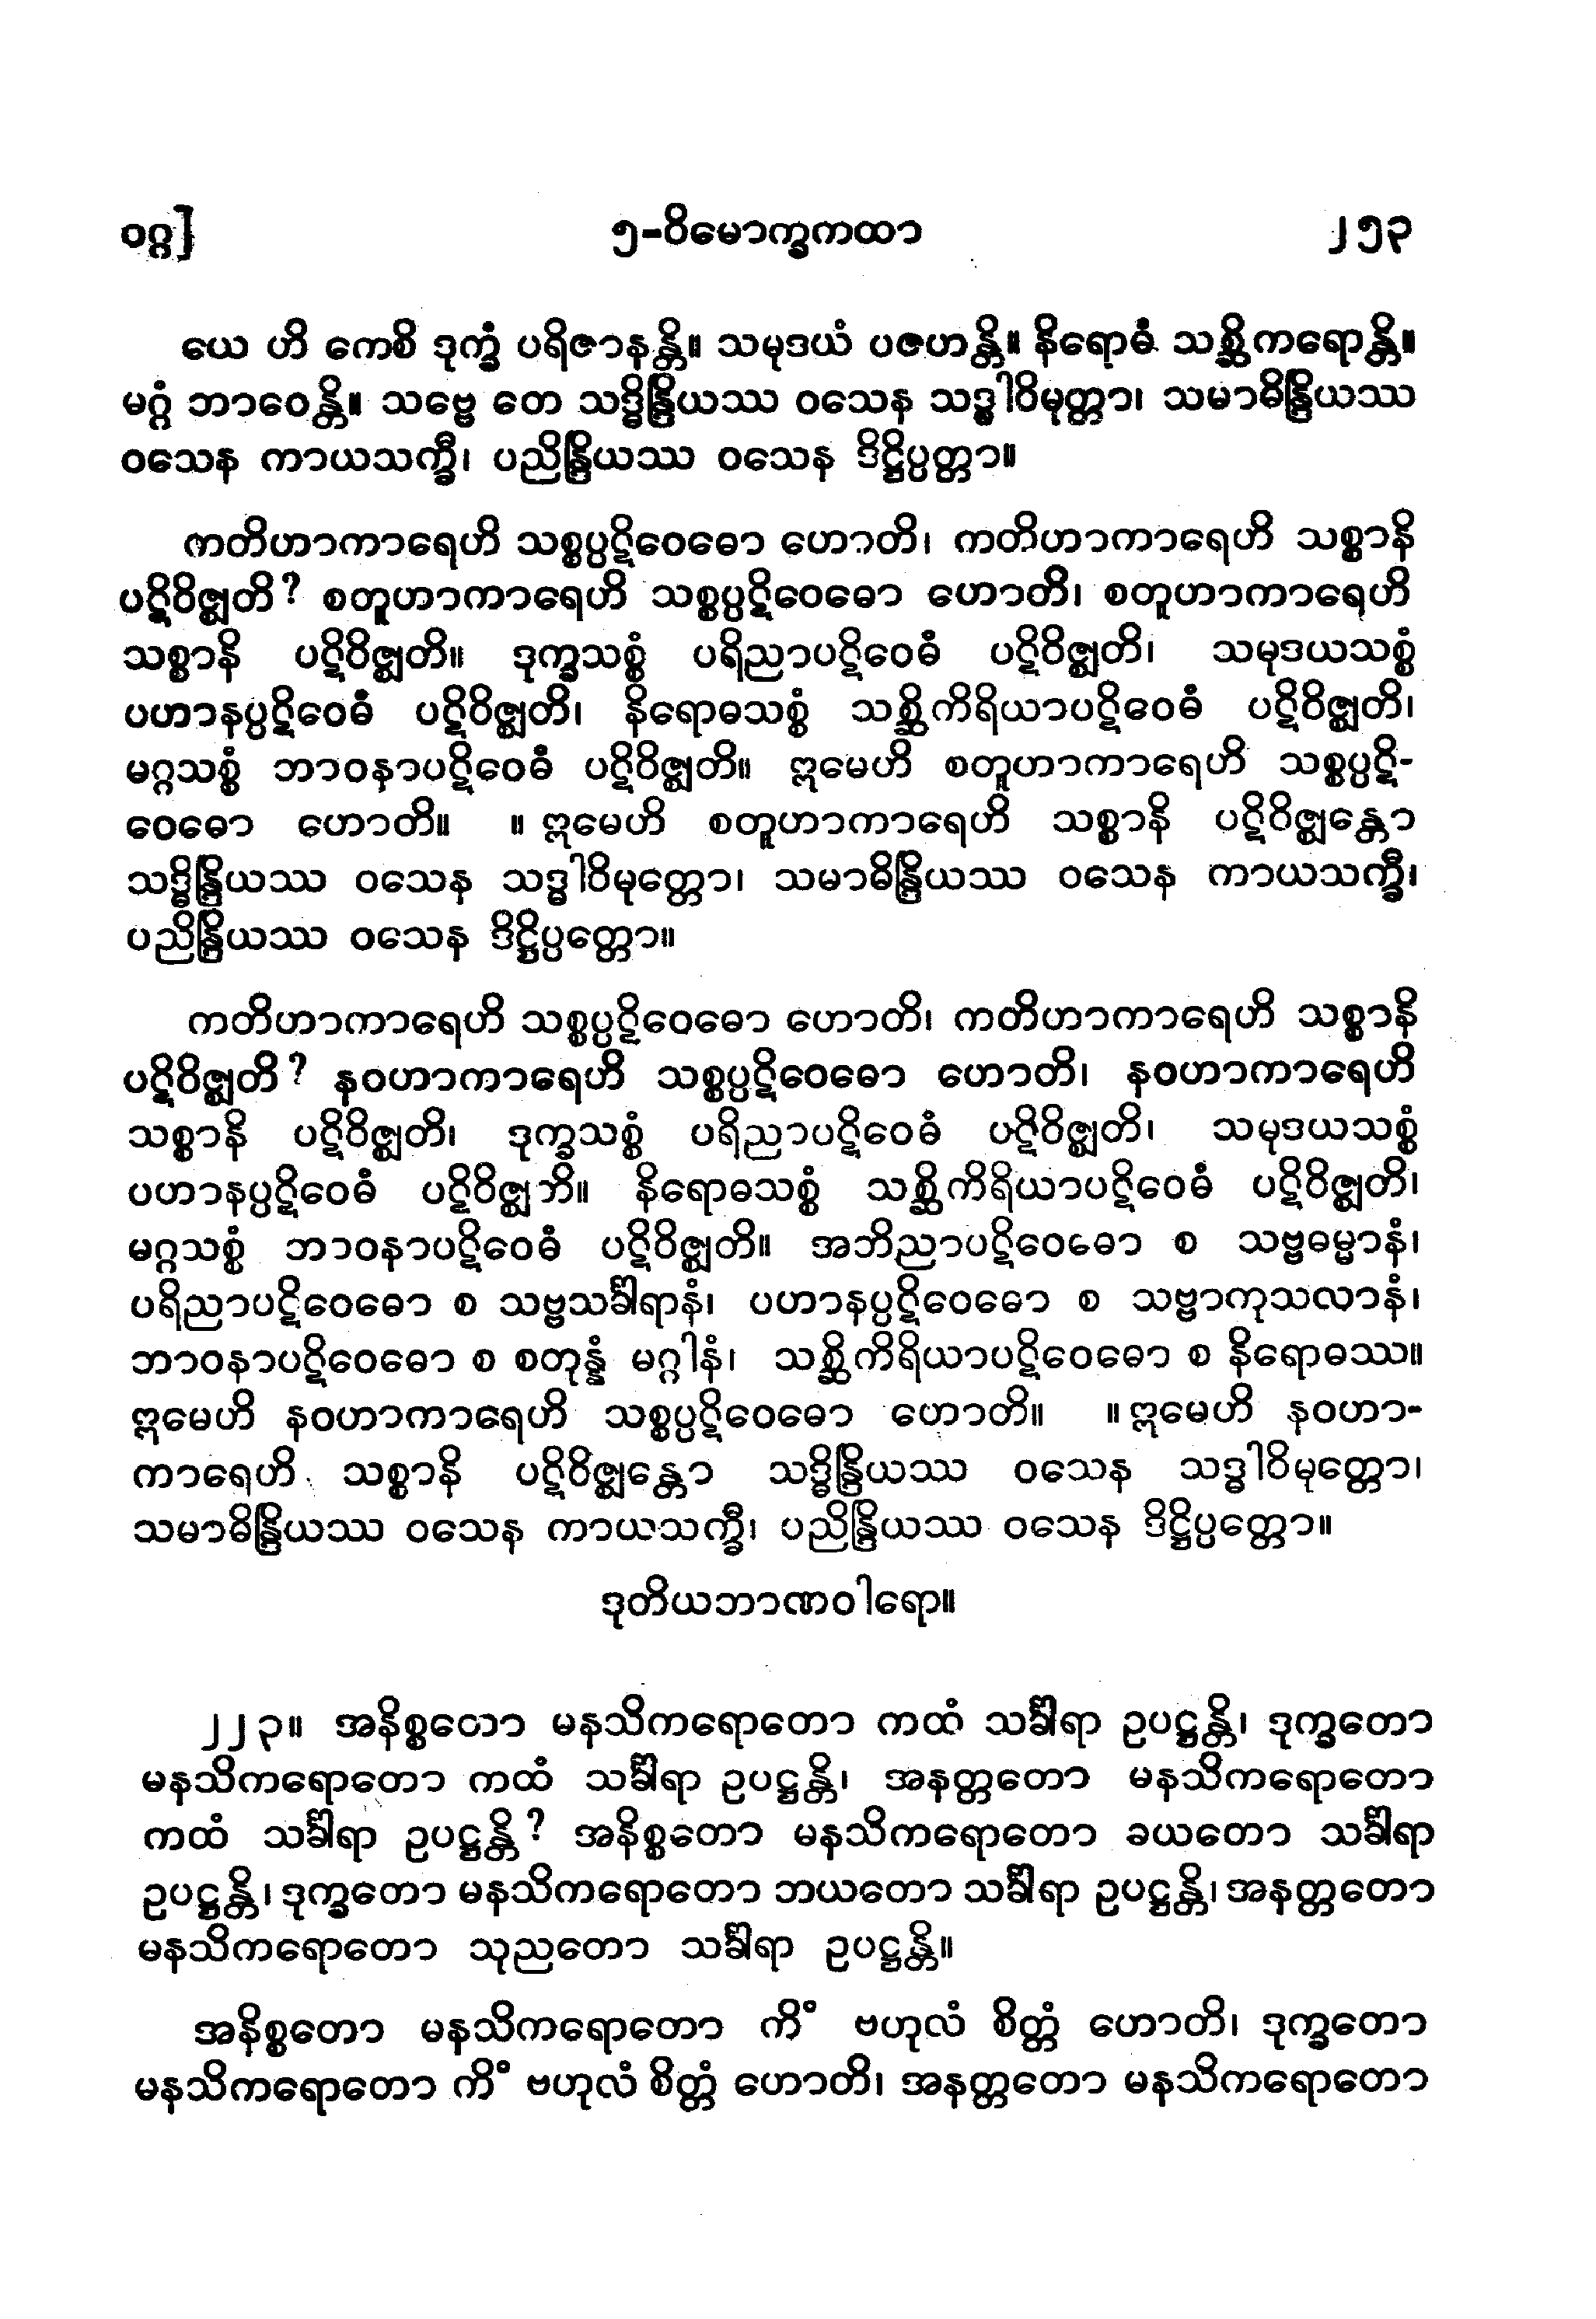 ဝဂ္ဂ] ၅-ဝိမောက္ခကထာ ၂၅၃
ယေ ဟိ ကေစိ ဒုက္ခံ ပရိဇာနန္တိ။ သမုဒယံ ပဇဟန္တိ။ နိရောဓံ သစ္ဆိကရောန္တိ။
မဂ္ဂံ ဘာဝေန္တိ။ သဗ္ဗေ တေ သဒ္ဓိန္ဒြိယဿ ဝသေန သဒ္ဓါဝိမုတ္တာ၊ သမာဓိန္ဒြိယဿ
ဝသေန ကာယသက္ခီ၊ ပညိန္ဒြိယဿ ဝသေန ဒိဋ္ဌိပ္ပတ္တာ။
ကတိဟာကာရေဟိ သစ္စပ္ပဋိဝေဓော ဟောတိ၊ ကတိဟာကာရေဟိ သစ္စာနိ
ပဋိဝိဇ္ဈတိ? စတူဟာကာရေဟိ သစ္စပ္ပဋိဝေဓော ဟောတိ၊ စတူဟာကာရေဟိ
သစ္စာနိ ပဋိဝိဇ္ဈတိ။ ဒုက္ခသစ္စံ ပရိညာပဋိဝေဓံ ပဋိဝိဇ္ဈတိ၊ သမုဒယသစ္စံ
ပဟာနပ္ပဋိဝေဓံ ပဋိဝိဇ္ဈတိ၊ နိရောဓသစ္စံ သစ္ဆိကိရိယာပဋိဝေဓံ ပဋိဝိဇ္ဈတိ၊
မဂ္ဂသစ္စံ ဘာဝနာပဋိဝေဓံ ပဋိဝိဇ္ဈတိ။ ဣမေဟိ စတူဟာကာရေဟိ သစ္စပ္ပဋိ-
ဝေဓော ဟောတိ။ ။ ဣမေဟိ စတူဟာကာရေဟိ သစ္စာနိ ပဋိဝိဇ္ဈန္တော
သဒ္ဓိန္ဒြိယဿ ဝသေန သဒ္ဓါဝိမုတ္တော၊ သမာဓိန္ဒြိယဿ ဝသေန ကာယသက္ခီ၊
ပညိန္ဒြိယဿ ဝသေန ဒိဋ္ဌိပ္ပတ္တော။
ကတိဟာကာရေဟိ သစ္စပ္ပဋိဝေဓော ဟောတိ၊ ကတိဟာကာရေဟိ သစ္စာနိ
ပဋိဝိဇ္ဈတိ? နဝဟာကာရေဟိ သစ္စပ္ပဋိဝေဓော ဟောတိ၊ နဝဟာကာရေဟိ
သစ္စာနိ ပဋိဝိဇ္ဈတိ၊ ဒုက္ခသစ္စံ ပရိညာပဋိဝေဓံ ပဋိဝိဇ္ဈတိ၊ သမုဒယသစ္စံ
ပဟာနပ္ပဋိဝေဓံ ပဋိဝိဇ္ဈတိ။ နိရောဓသစ္စံ သစ္ဆိကိရိယာပဋိဝေဓံ ပဋိဝိဇ္ဈတိ၊
မဂ္ဂသစ္စံ ဘာဝနာပဋိဝေဓံ ပဋိဝိဇ္ဈတိ။ အဘိညာပဋိဝေဓော စ သဗ္ဗဓမ္မာနံ၊
ပရိညာပဋိဝေဓော စ သဗ္ဗသင်္ခါရာနံ၊ ပဟာနပ္ပဋိဝေဓော စ သဗ္ဗာကုသလာနံ၊
ဘာဝနာပဋိဝေဓော စ စတုန္နံ မဂ္ဂါနံ၊ သစ္ဆိကိရိယာပဋိဝေဓော စ နိရောဓဿ။
ဣမေဟိ နဝဟာကာရေဟိ သစ္စပ္ပဋိဝေဓော ဟောတိ။ ။ ဣမေဟိ နဝဟာ-
ကာရေဟိ သစ္စာနိ ပဋိဝိဇ္ဈန္တော သဒ္ဓိန္ဒြိယဿ ဝသေန သဒ္ဓါဝိမုတ္တော၊
သမာဓိန္ဒြိယဿ ဝသေန ကာယသက္ခီ၊ ပညိန္ဒြိယဿ ဝသေန ဒိဋ္ဌိပ္ပတ္တော။
ဒုတိယဘာဏဝါရော။
၂၂၃။ အနိစ္စတော မနသိကရောတော ကထံ သင်္ခါရာ ဥပဋ္ဌန္တိ၊ ဒုက္ခတော
မနသိကရောတော ကထံ သင်္ခါရာ ဥပဋ္ဌန္တိ၊ အနတ္တတော မနသိကရောတော
ကထံ သင်္ခါရာ ဥပဋ္ဌန္တိ? အနိစ္စတော မနသိကရောတော ခယတော သင်္ခါရာ
ဥပဋ္ဌန္တိ၊ ဒုက္ခတော မနသိကရောတော ဘယတော သင်္ခါရာ ဥပဋ္ဌန္တိ၊ အနတ္တတော
မနသိကရောတော သုညတော သင်္ခါရာ ဥပဋ္ဌန္တိ။
အနိစ္စတော မနသိကရောတော ကိံ ဗဟုလံ စိတ္တံ ဟောတိ၊ ဒုက္ခတော
မနသိကရောတော ကိံ ဗဟုလံ စိတ္တံ ဟောတိ၊ အနတ္တတော မနသိကရောတော